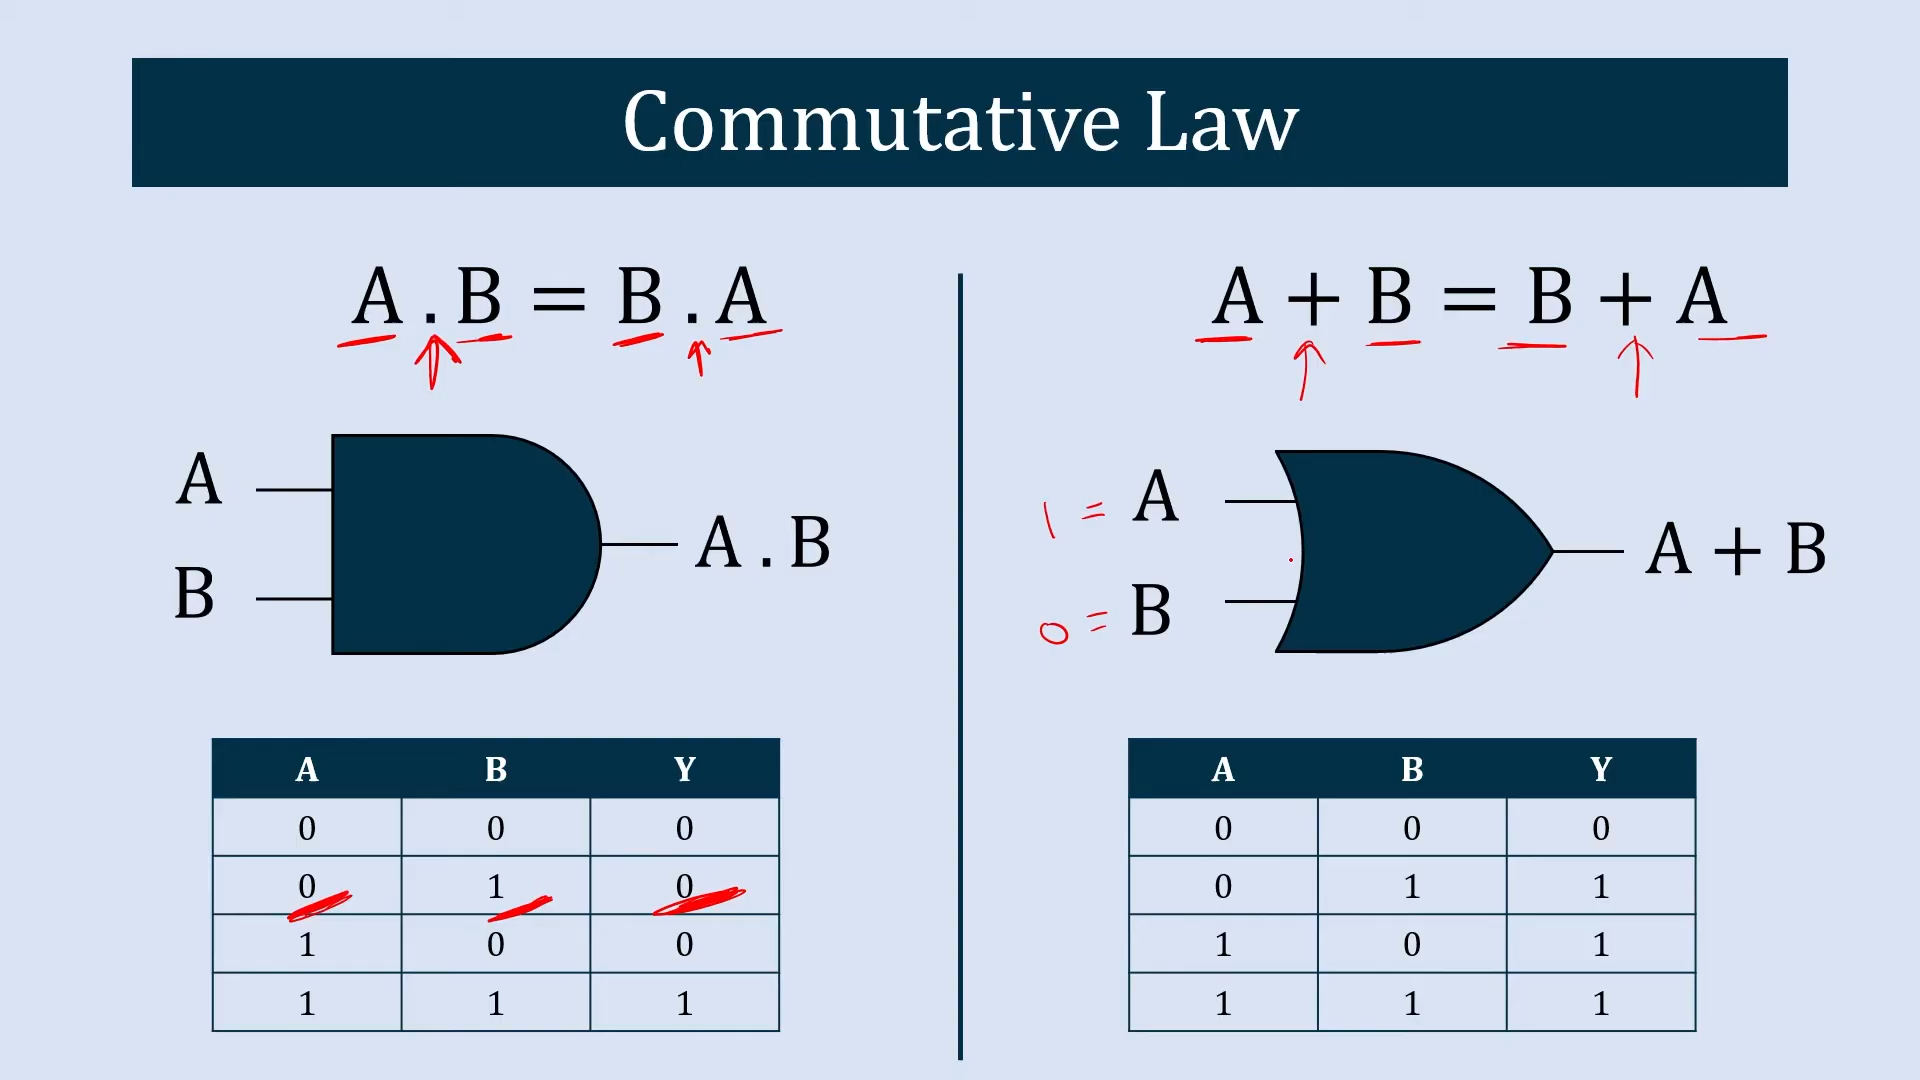 Commutative Law
A . B = B . A
A
B
A . B
A B Y
0 0 0
0 1 0
1 0 0
1 1 1
A + B = B + A
1 = A
0 = B
A + B
A B Y
0 0 0
0 1 1
1 0 1
1 1 1